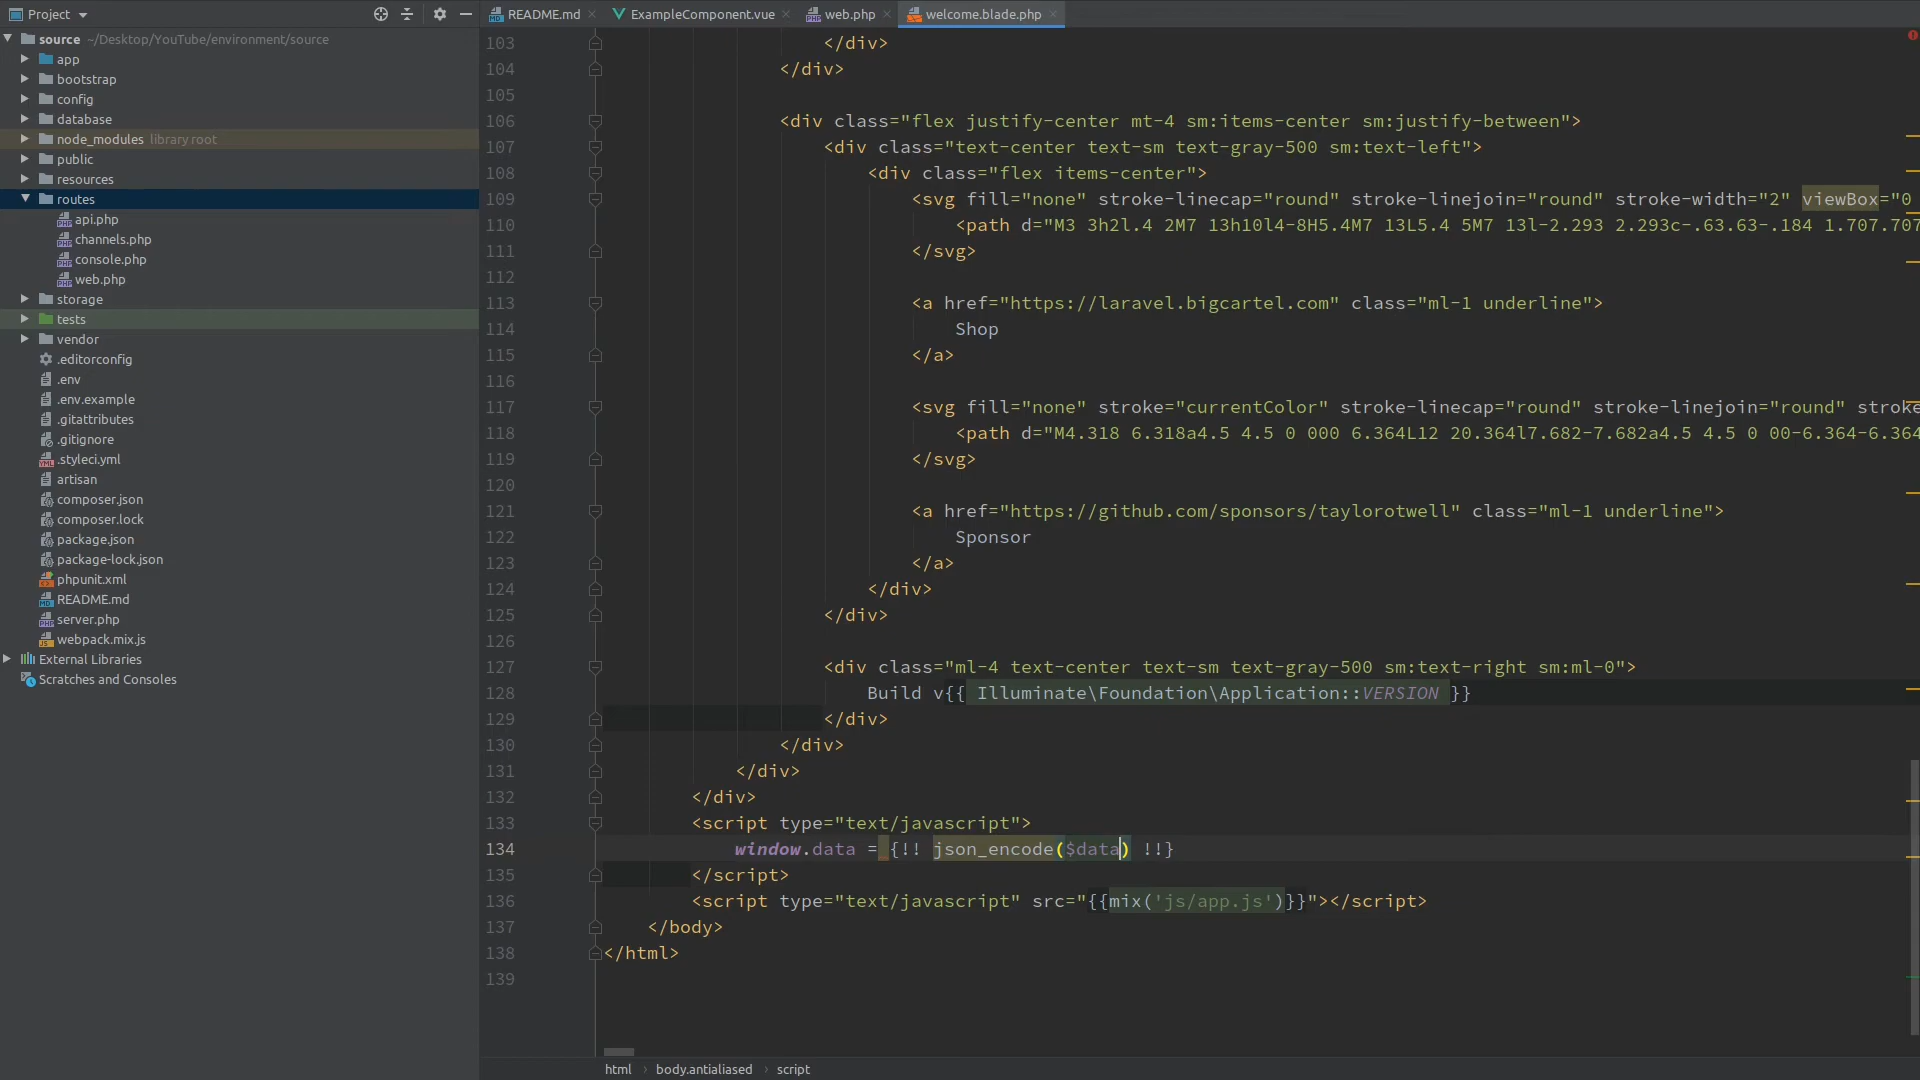 Project
source ~/Desktop/YouTube/environment/source
app
bootstrap
config
database
node_modules library root
public
resources
routes
api.php
channels.php
console.php
web.php
storage
tests
vendor
.editorconfig
.env
.env.example
.gitattributes
.gitignore
.styleci.yml
artisan
composer.json
composer.lock
package.json
package-lock.json
phpunit.xml
README.md
server.php
webpack.mix.js
External Libraries
Scratches and Consoles
README.md ExampleComponent.vue web.php welcome.blade.php
103 </div>
104 </div>
105
106 <div class="flex justify-center mt-4 sm:items-center sm:justify-between">
107 <div class="text-center text-sm text-gray-500 sm:text-left">
108 <div class="flex items-center">
109 <svg fill="none" stroke-linecap="round" stroke-linejoin="round" stroke-width="2" viewBox="0
110 <path d="M3 3h2l.4 2M7 13h10l4-8H5.4M7 13L5.4 5M7 13l-2.293 2.293c-.63.63-.184 1.707.707
111 </svg>
112
113 <a href="https://laravel.bigcartel.com" class="ml-1 underline">
114 Shop
115 </a>
116
117 <svg fill="none" stroke="currentColor" stroke-linecap="round" stroke-linejoin="round" stroke
118 <path d="M4.318 6.318a4.5 4.5 0 000 6.364L12 20.364l7.682-7.682a4.5 4.5 0 00-6.364-6.364
119 </svg>
120
121 <a href="https://github.com/sponsors/taylorotwell" class="ml-1 underline">
122 Sponsor
123 </a>
124 </div>
125 </div>
126
127 <div class="ml-4 text-center text-sm text-gray-500 sm:text-right sm:ml-0">
128 Build v{{ Illuminate\Foundation\Application::VERSION }}
129 </div>
130 </div>
131 </div>
132 </div>
133 <script type="text/javascript">
134 window.data = {!! json_encode($data) !!}
135 </script>
136 <script type="text/javascript" src="{{mix('js/app.js')}}"></script>
137 </body>
138 </html>
139
html › body.antialiased › script